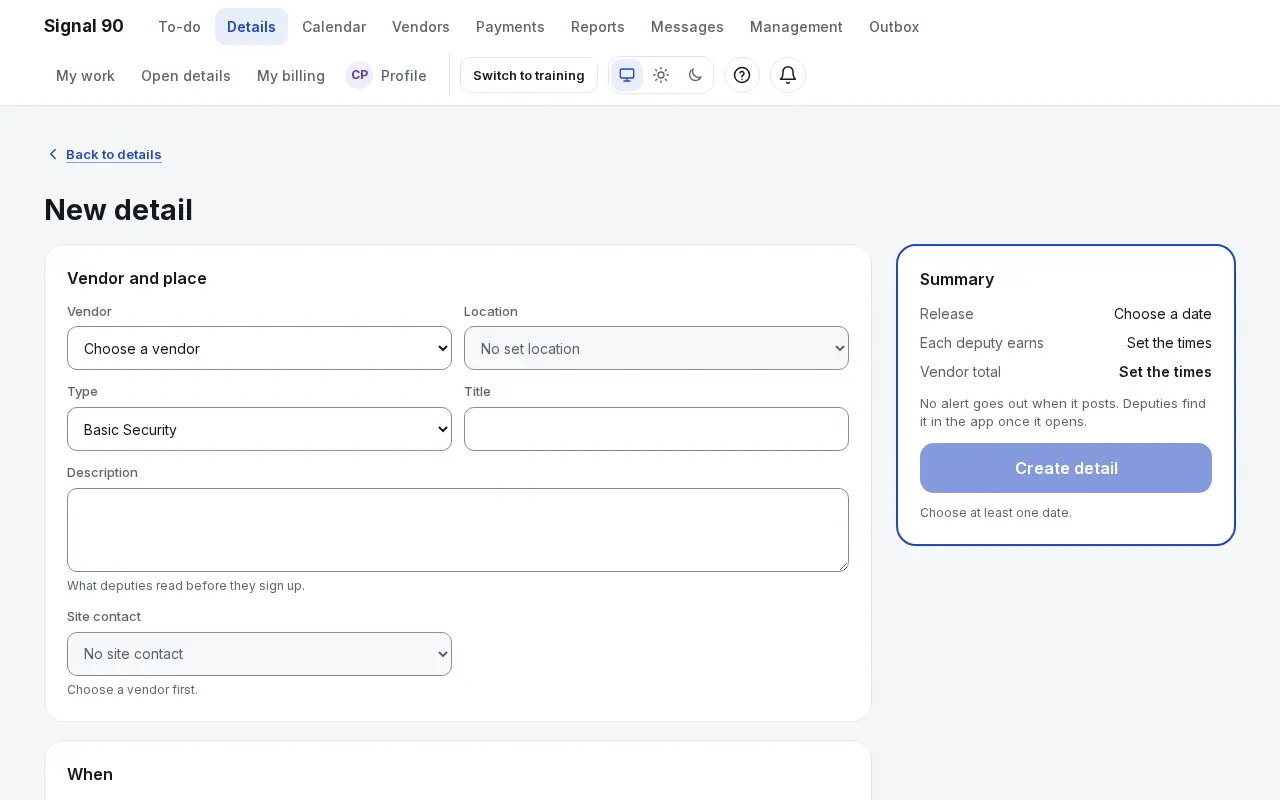 Signal 90
To-do
Details
Calendar
Vendors
Payments
Reports
Messages
Management
Outbox
My work
Open details
My billing
CP
Profile
Switch to training
Back to details
New detail
Vendor and place
Vendor
Location
Choose a vendor
No set location
Type
Title
Basic Security
Description
What deputies read before they sign up.
Site contact
No site contact
Choose a vendor first.
When
Summary
Release
Choose a date
Each deputy earns
Set the times
Vendor total
Set the times
No alert goes out when it posts. Deputies find
it in the app once it opens.
Create detail
Choose at least one date.